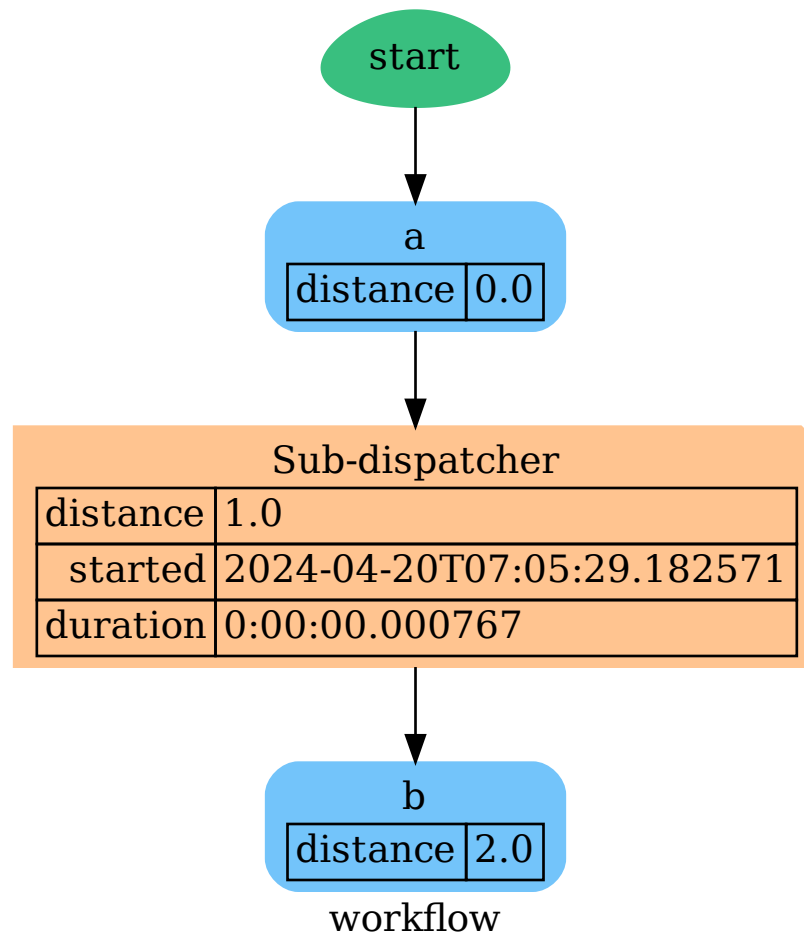 start
a
distance 0.0
Sub-dispatcher
distance 1.0
started 2024-04-20T07:05:29.182571
duration 0:00:00.000767
b
distance 2.0
workflow